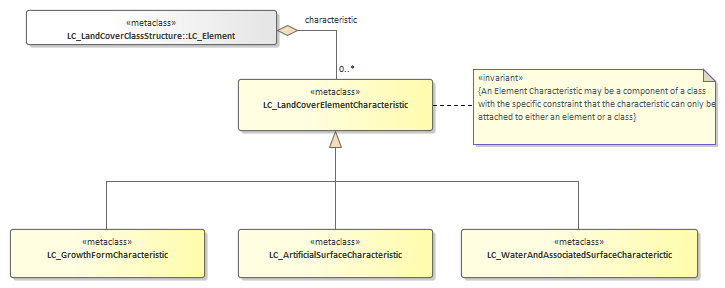 «metaclass»
LC_LandCoverClassStructure::LC_Element
characteristic
0..*
«metaclass»
LC_LandCoverElementCharacteristic
«invariant»
{An Element Characteristic may be a component of a class
with the specific constraint that the characteristic can only be
attached to either an element or a class}
«metaclass»
LC_GrowthFormCharacteristic
«metaclass»
LC_ArtificialSurfaceCharacteristic
«metaclass»
LC_WaterAndAssociatedSurfaceCharacterictic